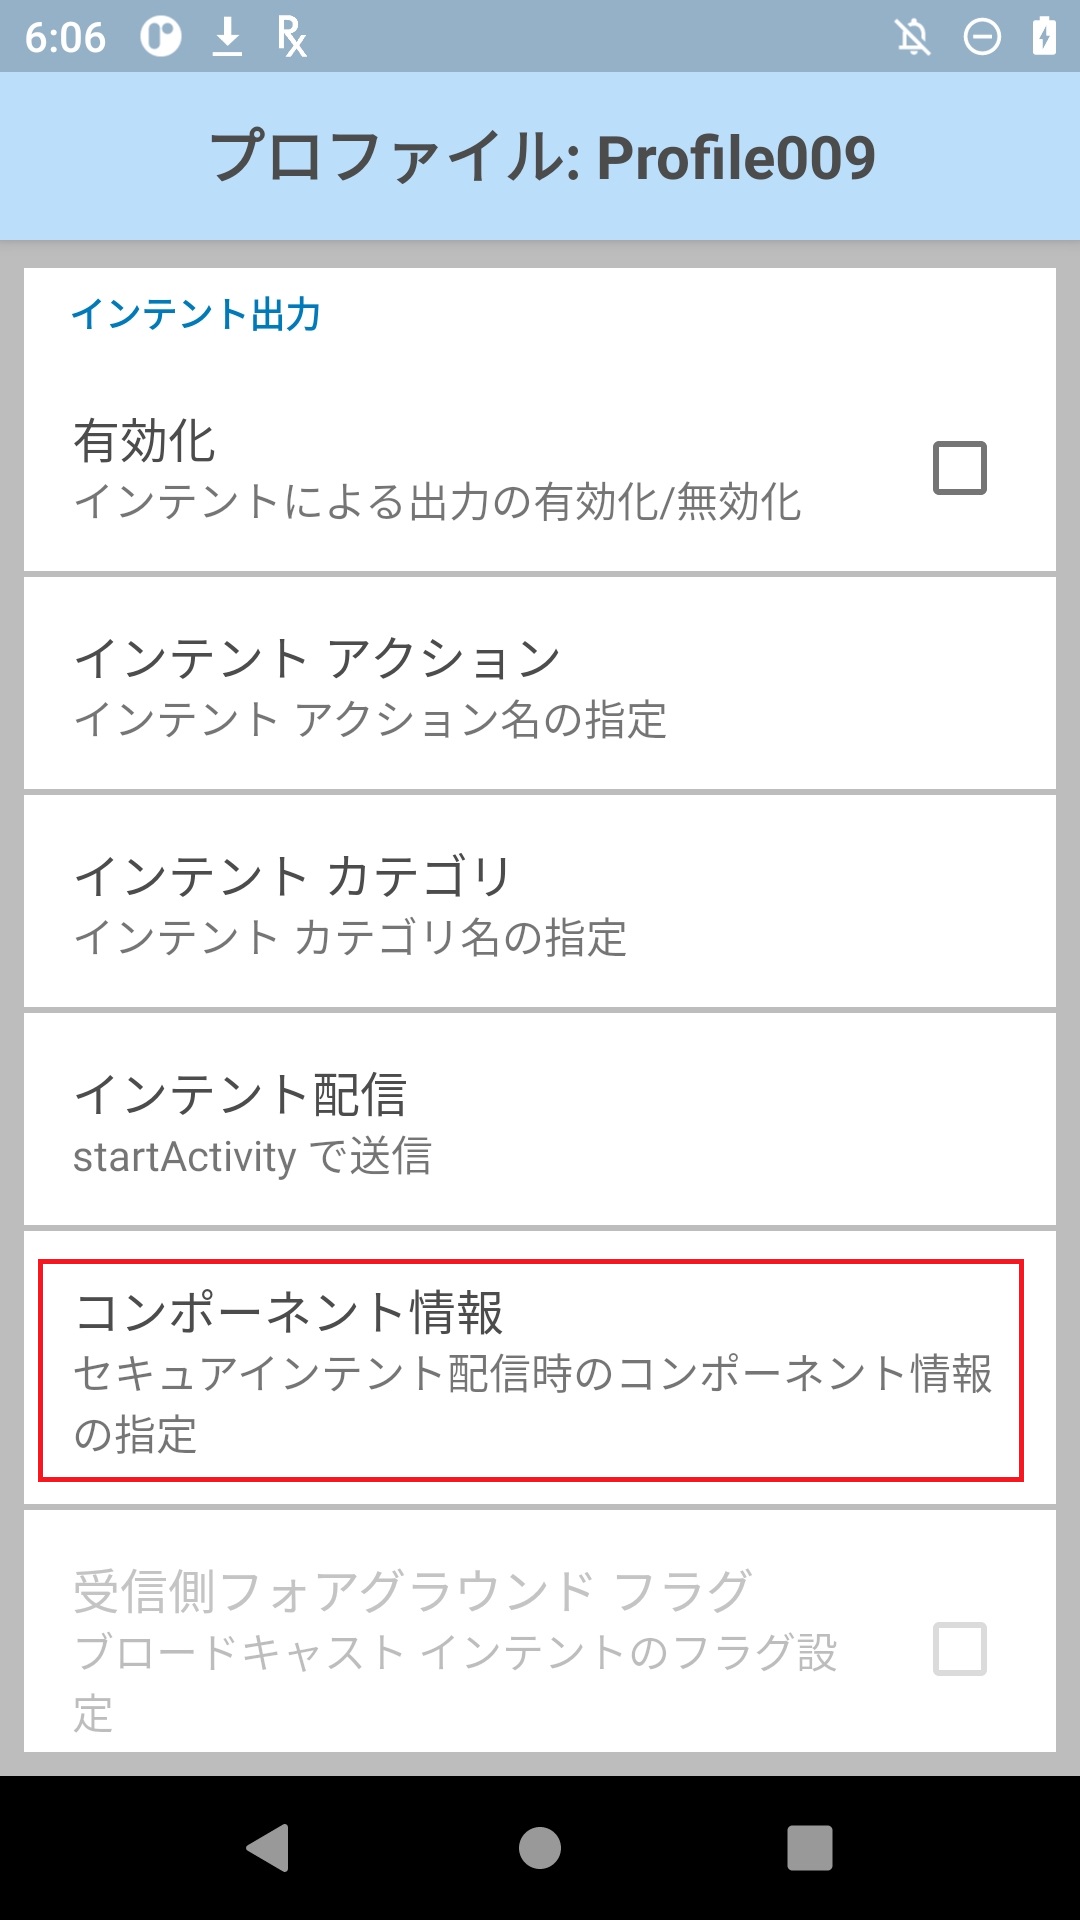 6:06
プロファイル: Profile009
インテント出力
有効化
インテントによる出力の有効化/無効化
インテント アクション
インテント アクション名の指定
インテント カテゴリ
インテント カテゴリ名の指定
インテント配信
startActivity で送信
コンポーネント情報
セキュアインテント配信時のコンポーネント情報
の指定
受信側フォアグラウンド フラグ
ブロードキャスト インテントのフラグ設
定